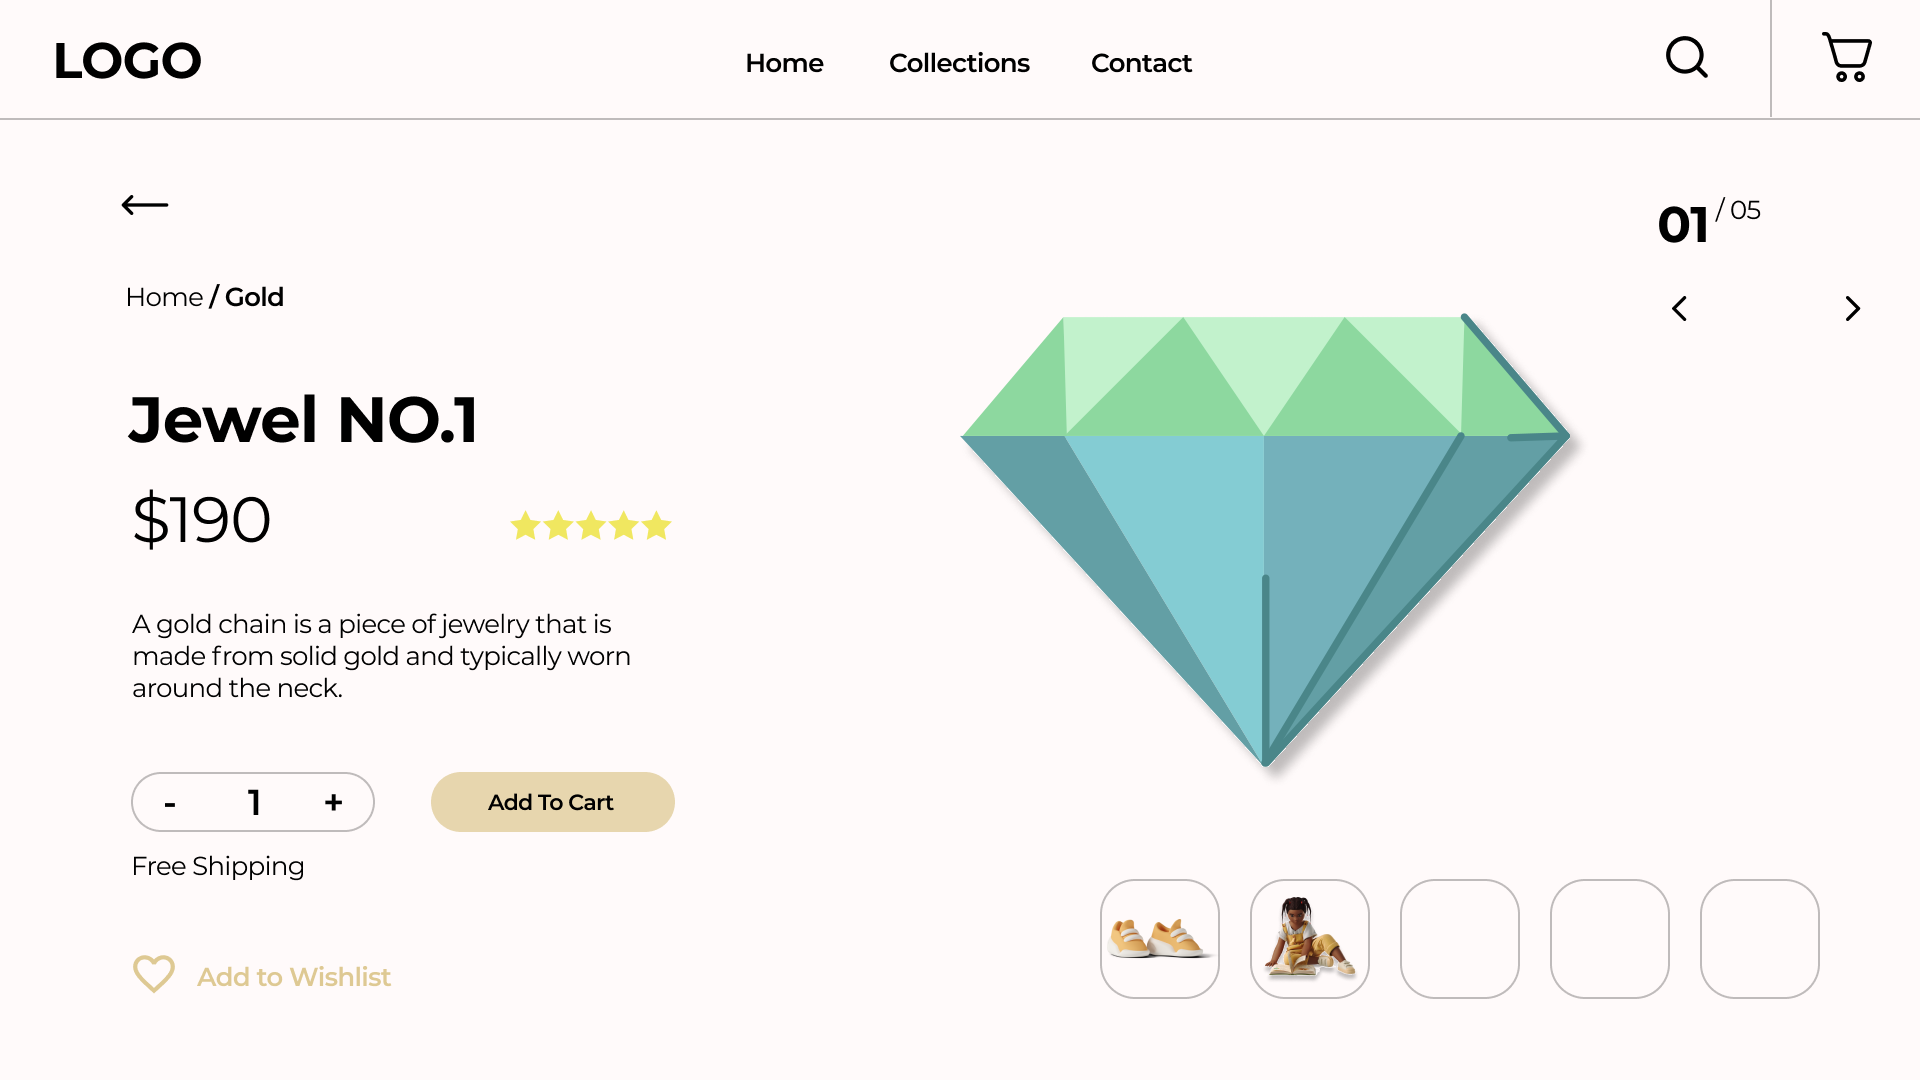 LOGO
Home
Collections
Contact
01 / 05
Home / Gold
Jewel NO.1
$190
A gold chain is a piece of jewelry that is
made from solid gold and typically worn
around the neck.
- 1 +
Add To Cart
Free Shipping
Add to Wishlist